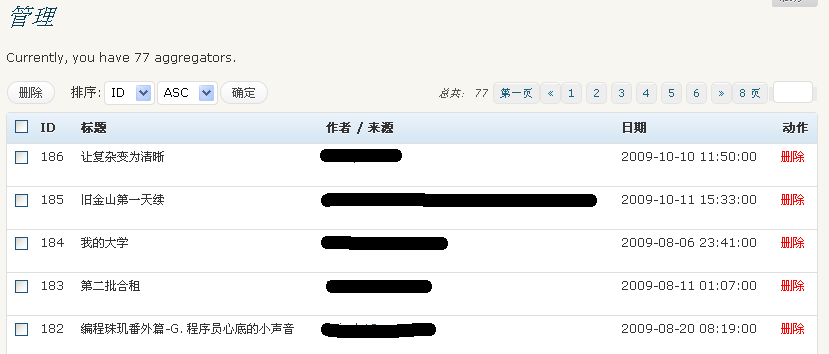 管理
Currently, you have 77 aggregators.
删除 排序: ID ASC 确定 总共: 77 第一页 « 1 2 3 4 5 6 » 8 页
ID 标题 作者 / 来源 日期 动作
186 让复杂变为清晰 2009-10-10 11:50:00 删除
185 旧金山第一天续 2009-10-11 15:33:00 删除
184 我的大学 2009-08-06 23:41:00 删除
183 第二批合租 2009-08-11 01:07:00 删除
182 编程珠玑番外篇-G. 程序员心底的小声音 2009-08-20 08:19:00 删除